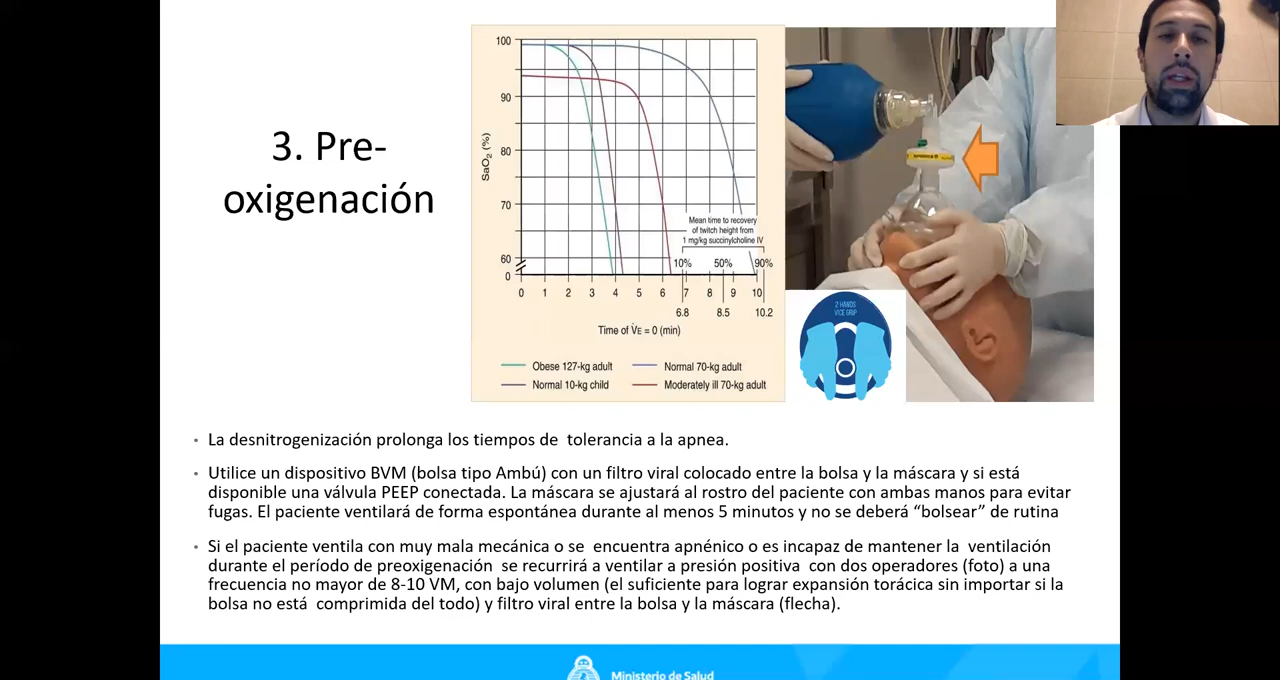 3. Pre-
oxigenación
100
90
80
70
60
0
SaO2 (%)
Mean time to recovery
of twitch height from
1 mg/kg succinylcholine IV
10% 50% 90%
0 1 2 3 4 5 6 7 8 9 10
6.8 8.5 10.2
Time of V̇E = 0 (min)
Obese 127-kg adult
Normal 70-kg adult
Normal 10-kg child
Moderately ill 70-kg adult
2 HANDS
VICE GRIP
• La desnitrogenización prolonga los tiempos de tolerancia a la apnea.
• Utilice un dispositivo BVM (bolsa tipo Ambú) con un filtro viral colocado entre la bolsa y la máscara y si está
disponible una válvula PEEP conectada. La máscara se ajustará al rostro del paciente con ambas manos para evitar
fugas. El paciente ventilará de forma espontánea durante al menos 5 minutos y no se deberá “bolsear” de rutina
• Si el paciente ventila con muy mala mecánica o se encuentra apnénico o es incapaz de mantener la ventilación
durante el período de preoxigenación se recurrirá a ventilar a presión positiva con dos operadores (foto) a una
frecuencia no mayor de 8-10 VM, con bajo volumen (el suficiente para lograr expansión torácica sin importar si la
bolsa no está comprimida del todo) y filtro viral entre la bolsa y la máscara (flecha).
Ministerio de Salud